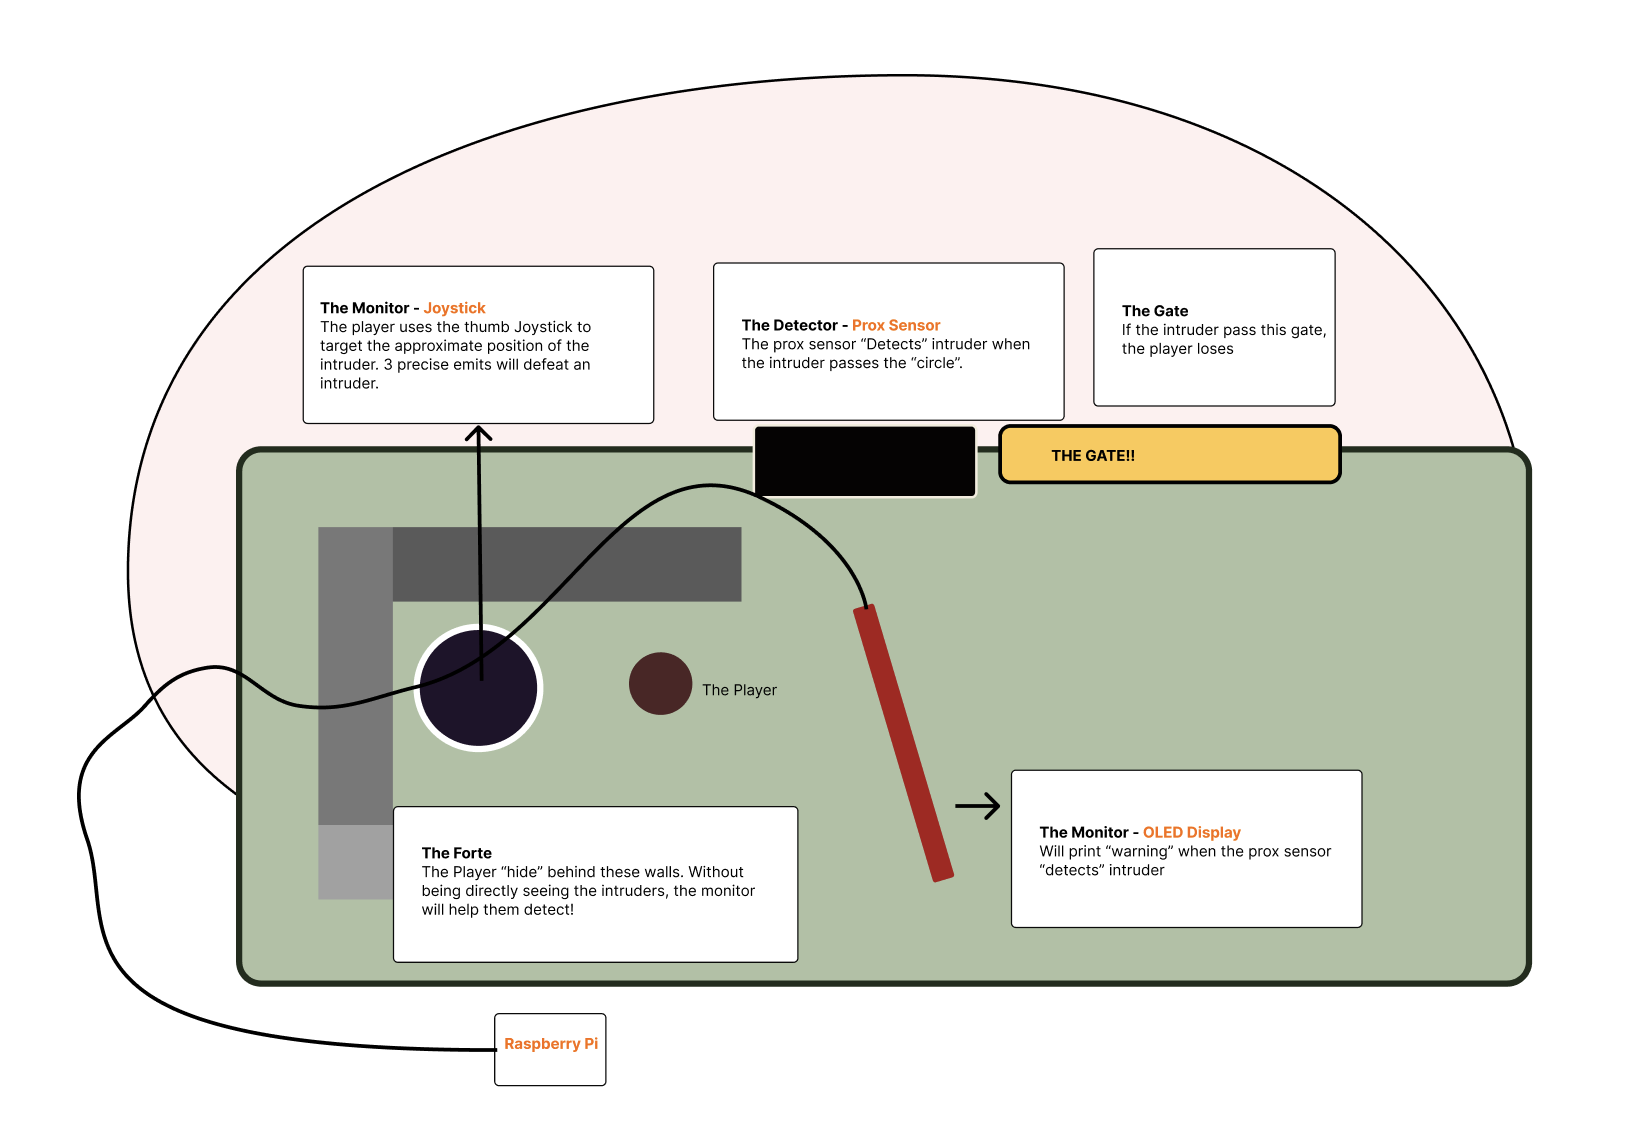 The Monitor - Joystick
The player uses the thumb Joystick to
target the approximate position of the
intruder. 3 precise emits will defeat an
intruder.
The Detector - Prox Sensor
The prox sensor “Detects” intruder when
the intruder passes the “circle”.
The Gate
If the intruder pass this gate,
the player loses
THE GATE!!
The Player
The Forte
The Player “hide” behind these walls. Without
being directly seeing the intruders, the monitor
will help them detect!
The Monitor - OLED Display
Will print “warning” when the prox sensor
“detects” intruder
Raspberry Pi